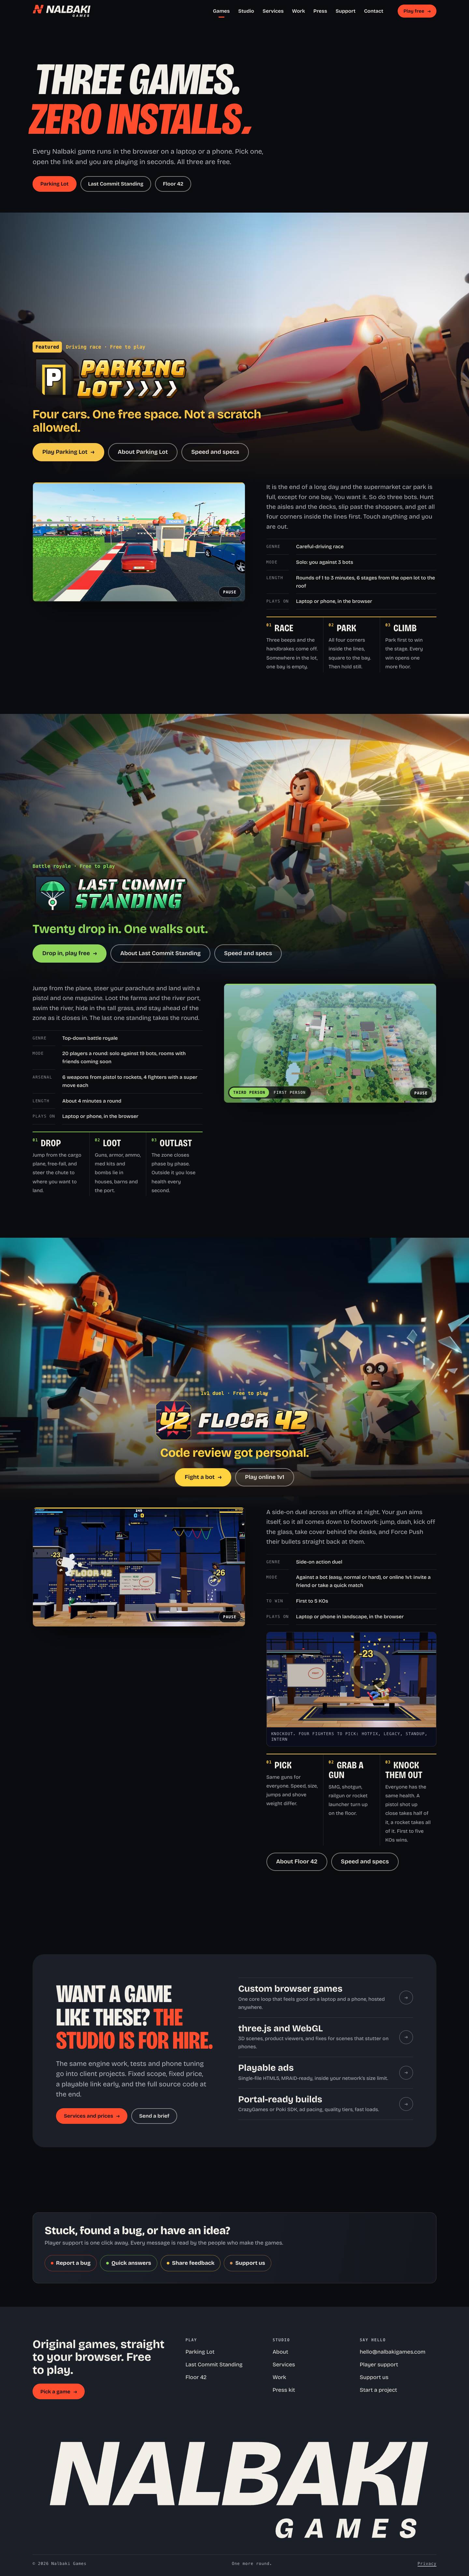 NALBAKI
GAMES
Games
Studio
Services
Work
Press
Support
Contact
Play free →
THREE GAMES.
ZERO INSTALLS.
Every game runs in the browser on a laptop or a phone. Pick one,
open the link and you are playing in seconds. All three are free.
Parking Lot
Last Commit Standing
Floor 42
Featured
Driving race · Free to play
P PARKING
LOT
Four cars. One free space. Not a scratch
allowed.
Play Parking Lot →
About Parking Lot
Speed and specs
PAUSE
It is the end of a long day and the supermarket car park is
full, except for one bay. You want it. So do three bots. Hunt
the aisles and the decks, slip past the shoppers, and get all
four corners inside the lines first. Touch anything and you
are out.
GENRE
Careful-driving race
MODE
Solo: you against 3 bots
LENGTH
Rounds of 1 to 3 minutes, 6 stages from the open lot to the
roof
PLAYS ON
Laptop or phone, in the browser
01 RACE
Three beeps and the
handbrakes come off.
Somewhere in the lot,
one bay is empty.
02 PARK
All four corners
inside the lines,
square to the bay.
Then hold still.
03 CLIMB
Park first to win
the stage. Every
win opens one
more floor.
Battle royale · Free to play
LAST COMMIT
STANDING
Twenty drop in. One walks out.
Drop in, play free →
About Last Commit Standing
Speed and specs
Jump from the plane, steer your parachute and land with a
pistol and one magazine. Loot the farms and the river port,
swim the river, hide in the tall grass, and stay ahead of the
zone as it closes in. The last one standing takes the round.
GENRE
Top-down battle royale
MODE
20 players a round: solo against 19 bots, rooms with
friends coming soon
ARSENAL
6 weapons from pistol to rockets, 4 fighters with a super
move each
LENGTH
About 4 minutes a round
PLAYS ON
Laptop or phone, in the browser
01 DROP
Jump from the cargo
plane, free-fall, and
steer the chute to
where you want to
land.
02 LOOT
Guns, armor, ammo,
med kits and
bombs lie in
houses, barns and
the port.
03 OUTLAST
The zone closes
phase by phase.
Outside it you lose
health every
second.
THIRD PERSON
FIRST PERSON
PAUSE
1v1 duel · Free to play
42 FLOOR 42
Code review got personal.
Fight a bot →
Play online 1v1
-25
-26
FLOOR 42
PAUSE
A side-on duel across an office at night. Your gun aims
itself, so it all comes down to footwork: jump, dash, kick off
the glass, take cover behind the desks, and Force Push
their bullets straight back at them.
GENRE
Side-on action duel
MODE
Against a bot (easy, normal or hard), or online 1v1: invite a
friend or take a quick match
TO WIN
First to 5 KOs
PLAYS ON
Laptop or phone in landscape, in the browser
-23
KNOCKOUT. FOUR FIGHTERS TO PICK: HOTFIX, LEGACY, STANDUP,
INTERN
01 PICK
Same guns for
everyone. Speed, size,
jumps and shove
weight differ.
02 GRAB A
GUN
SMG, shotgun,
railgun or rocket
launcher turn up
on the floor.
03 KNOCK
THEM OUT
Everyone has the
same health. A
pistol shot up
close takes half of
it, a rocket takes all
of it. First to five
KOs wins.
About Floor 42
Speed and specs
WANT A GAME
LIKE THESE? THE
STUDIO IS FOR HIRE.
The same engine work, tests and phone tuning
go into client projects. Fixed scope, fixed price,
a playable link early, and the full source code at
the end.
Services and prices →
Send a brief
Custom browser games
One core loop that feels good on a laptop and a phone, hosted
anywhere.
three.js and WebGL
3D scenes, product viewers, and fixes for scenes that stutter on
phones.
Playable ads
Single-file HTML5, MRAID-ready, inside your network's size limit.
Portal-ready builds
CrazyGames or Poki SDK, ad pacing, quality tiers, fast loads.
Stuck, found a bug, or have an idea?
Player support is one click away. Every message is read by the people who make the games.
Report a bug
Quick answers
Share feedback
Support us
Original games, straight
to your browser. Free
to play.
Pick a game →
PLAY
Parking Lot
Last Commit Standing
Floor 42
STUDIO
About
Services
Work
Press kit
SAY HELLO
hello@nalbakigames.com
Player support
Support us
Start a project
NALBAKI
GAMES
© 2026 Nalbaki Games
One more round.
Privacy